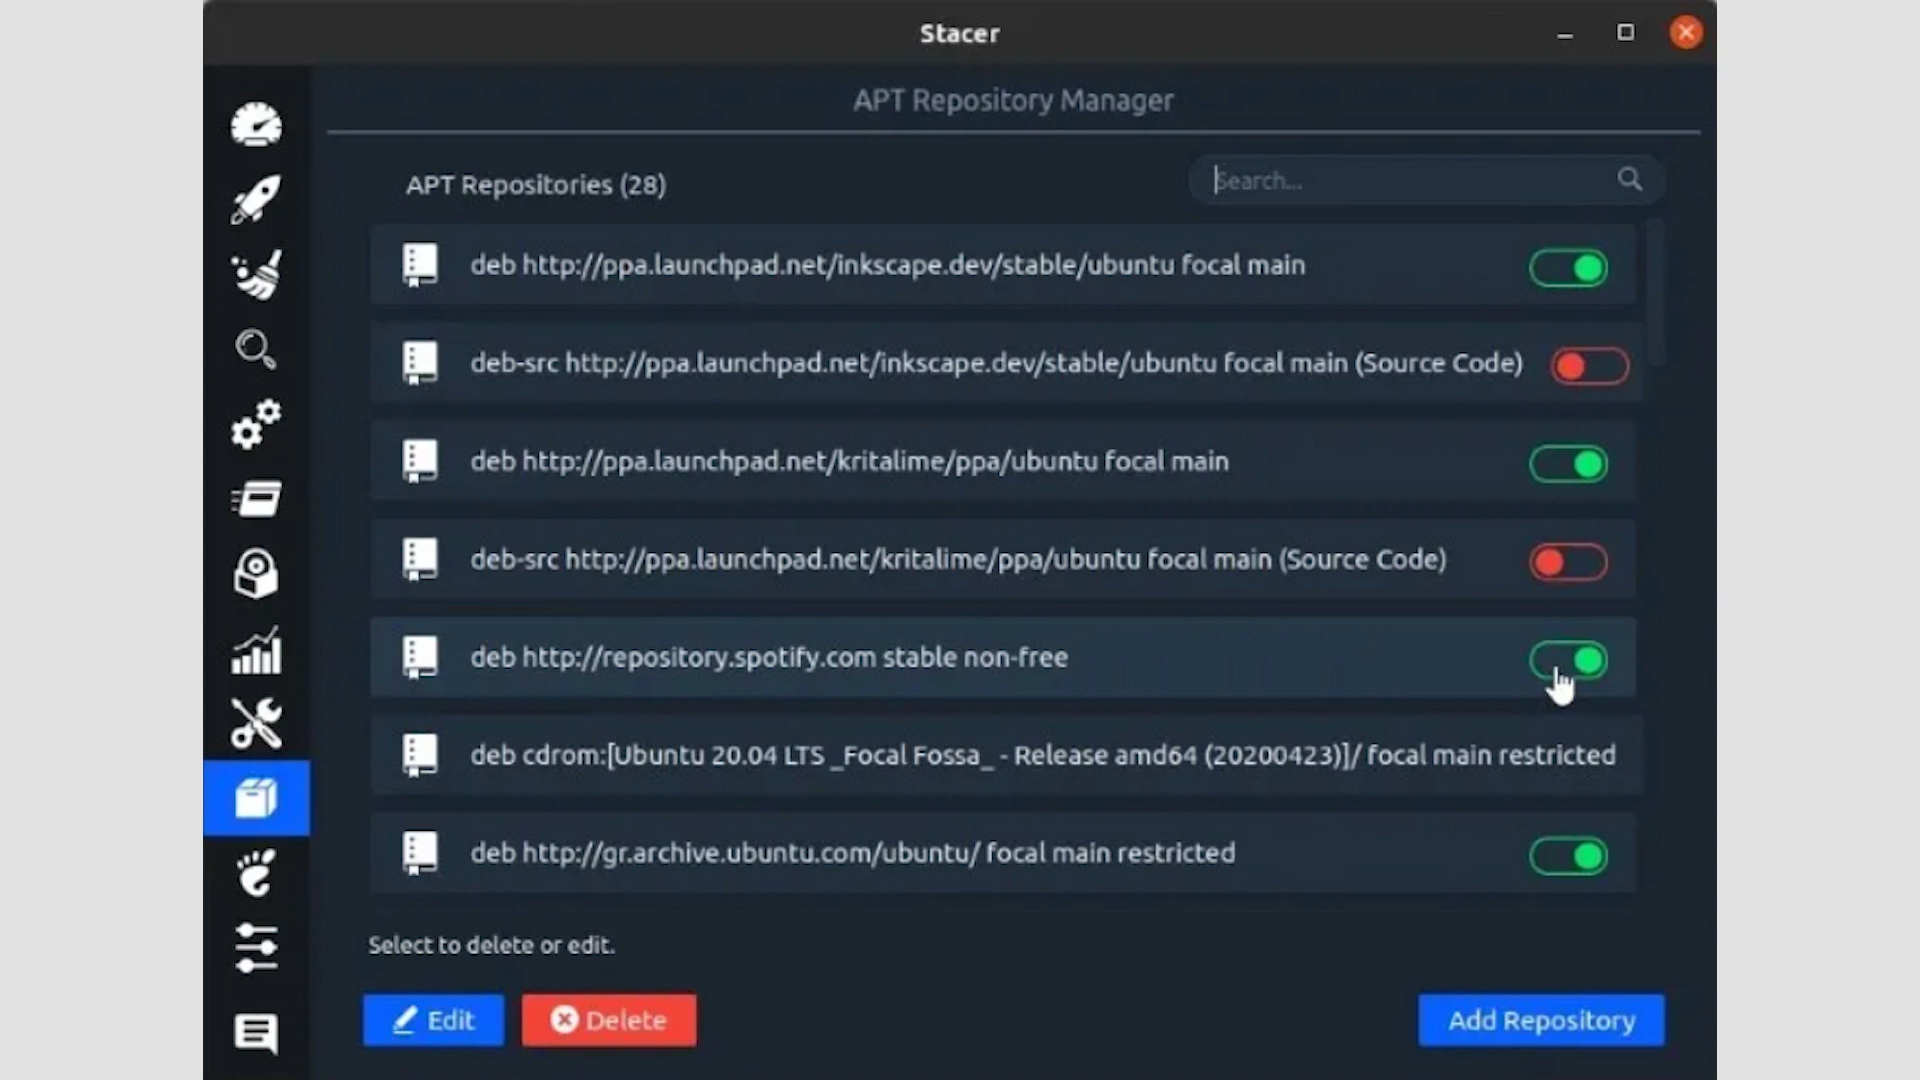 Stacer
APT Repository Manager
APT Repositories (28)
Search...
deb http://ppa.launchpad.net/inkscape.dev/stable/ubuntu focal main
deb-src http://ppa.launchpad.net/inkscape.dev/stable/ubuntu focal main (Source Code)
deb http://ppa.launchpad.net/kritalime/ppa/ubuntu focal main
deb-src http://ppa.launchpad.net/kritalime/ppa/ubuntu focal main (Source Code)
deb http://repository.spotify.com stable non-free
deb cdrom:[Ubuntu 20.04 LTS _Focal Fossa_ - Release amd64 (20200423)]/ focal main restricted
deb http://gr.archive.ubuntu.com/ubuntu/ focal main restricted
Select to delete or edit.
Edit
Delete
Add Repository